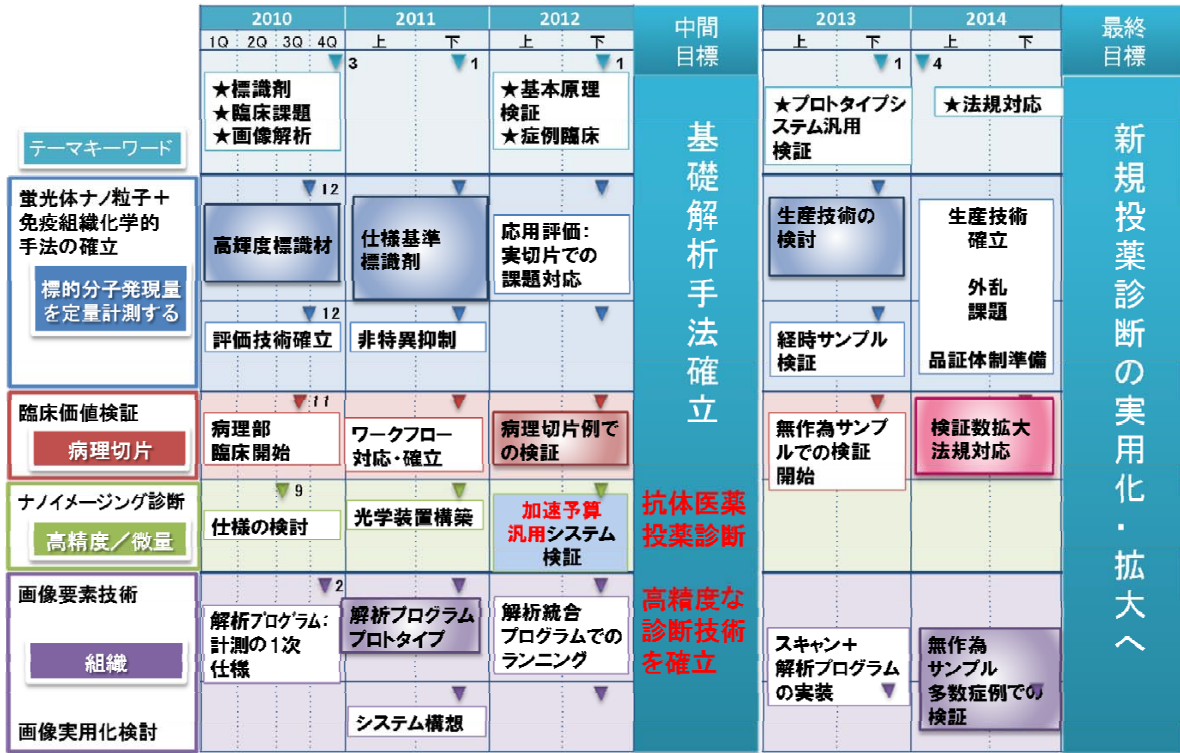 2010
2011
2012
2013
2014
1Q 2Q 3Q 4Q
上 下
上 下
上 下
上 下
中間
目標
最終
目標
3
1
1
1
4
テーマキーワード
★標識剤
★臨床課題
★画像解析
★基本原理
検証
★症例臨床
★プロトタイプシ
ステム汎用
検証
★法規対応
蛍光体ナノ粒子+
免疫組織化学的
手法の確立
標的分子発現量
を定量計測する
12
高輝度標識材
仕様基準
標識剤
応用評価:
実切片での
課題対応
生産技術の
検討
生産技術
確立
外乱
課題
品証体制準備
12
評価技術確立
非特異抑制
経時サンプル
検証
臨床価値検証
病理切片
11
病理部
臨床開始
ワークフロー
対応・確立
病理切片例で
の検証
無作為サンプ
ルでの検証
開始
検証数拡大
法規対応
ナノイメージング診断
高精度/微量
9
仕様の検討
光学装置構築
加速予算
汎用システム
検証
画像要素技術
組織
画像実用化検討
2
解析プログラム:
計測の1次
仕様
解析プログラム
プロトタイプ
解析統合
プログラムでの
ランニング
スキャン+
解析プログラム
の実装
無作為
サンプル
多数症例での
検証
システム構想
基礎解析手法確立
抗体医薬
投薬診断
高精度な
診断技術
を確立
新規投薬診断の実用化・拡大へ